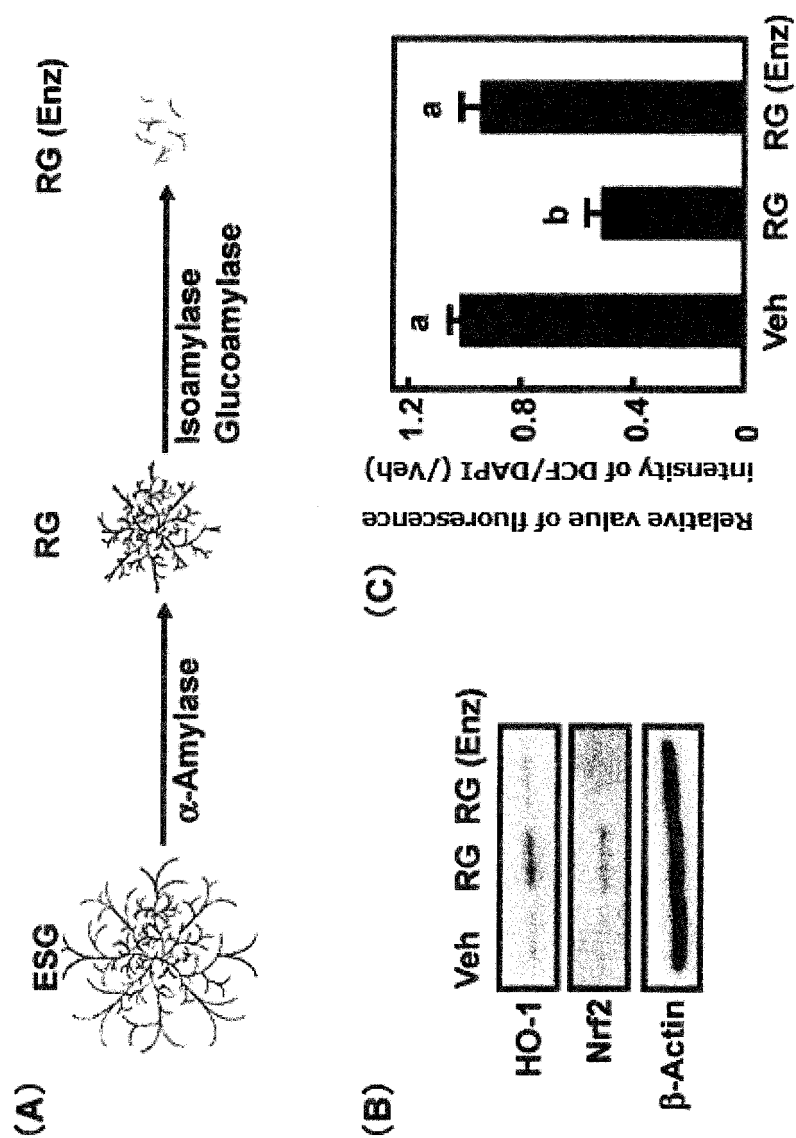 (A)
ESG
α-Amylase
RG
Isoamylase
Glucoamylase
RG (Enz)
(B)
Veh RG RG (Enz)
HO-1
Nrf2
β-Actin
(C)
Relative value of fluorescence
intensity of DCF/DAPI (/Veh)
1.2
0.8
0.4
0
a
b
a
Veh RG RG (Enz)